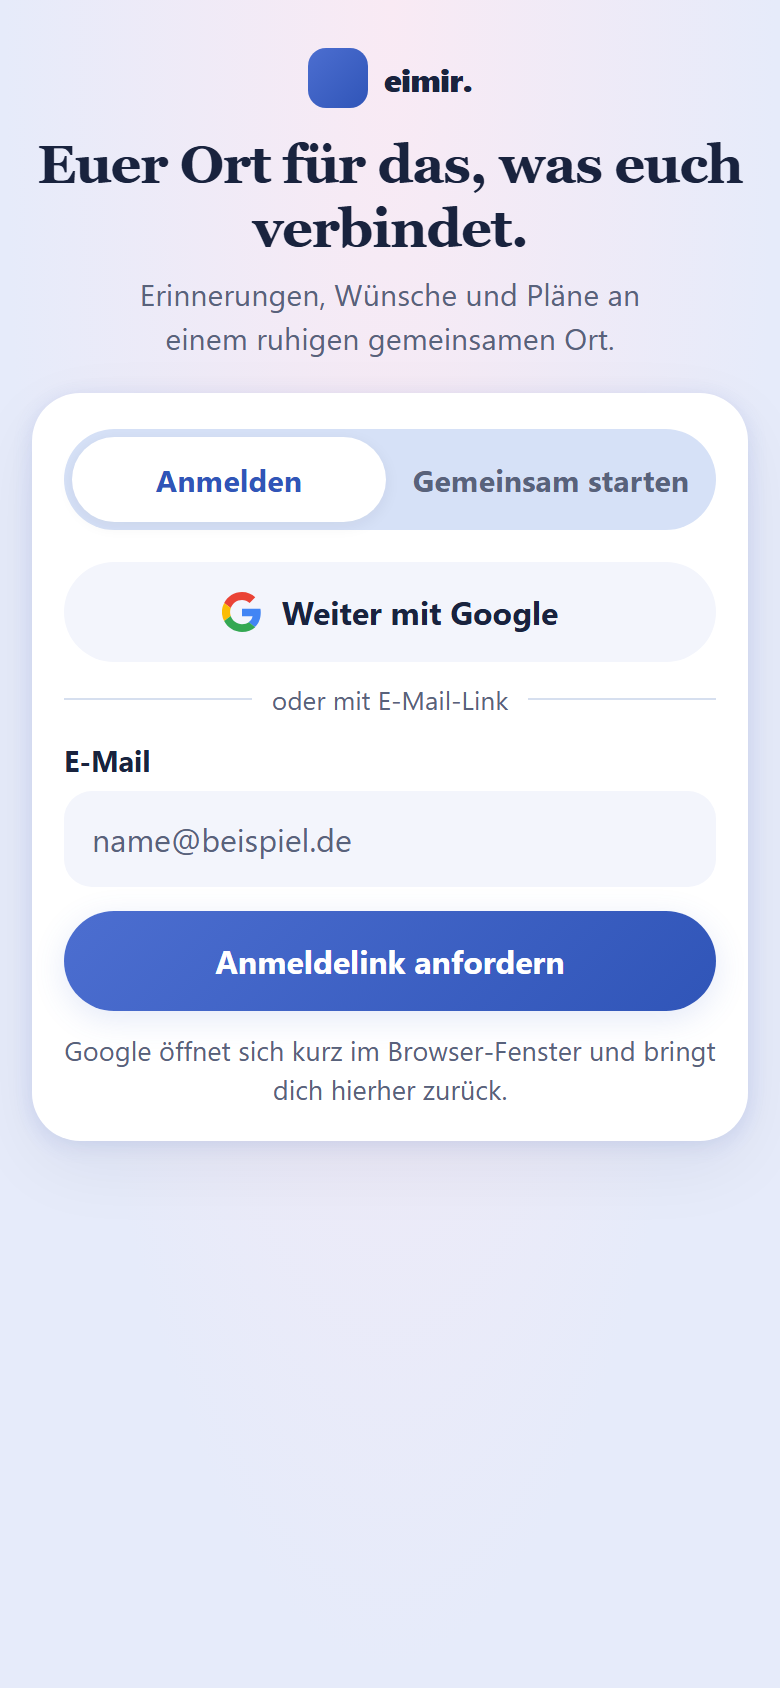 eimir.
Euer Ort für das, was euch
verbindet.
Erinnerungen, Wünsche und Pläne an
einem ruhigen gemeinsamen Ort.
Anmelden
Gemeinsam starten
Weiter mit Google
oder mit E-Mail-Link
E-Mail
name@beispiel.de
Anmeldelink anfordern
Google öffnet sich kurz im Browser-Fenster und bringt
dich hierher zurück.